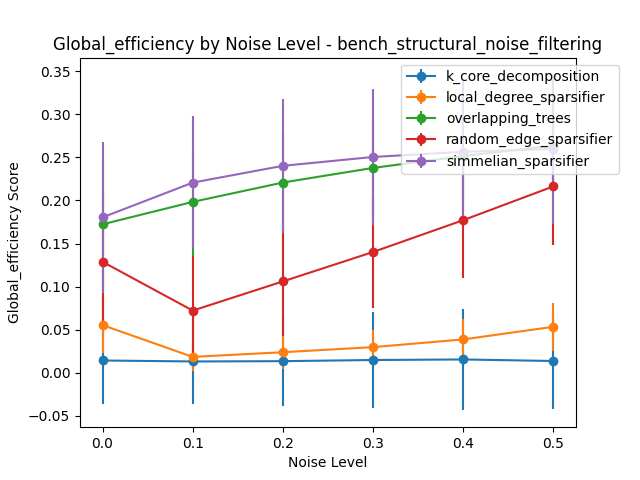 Global_efficiency by Noise Level - bench_structural_noise_filtering
Global_efficiency Score
0.35
0.30
0.25
0.20
0.15
0.10
0.05
0.00
−0.05
k_core_decomposition
local_degree_sparsifier
overlapping_trees
random_edge_sparsifier
simmelian_sparsifier
0.0 0.1 0.2 0.3 0.4 0.5
Noise Level